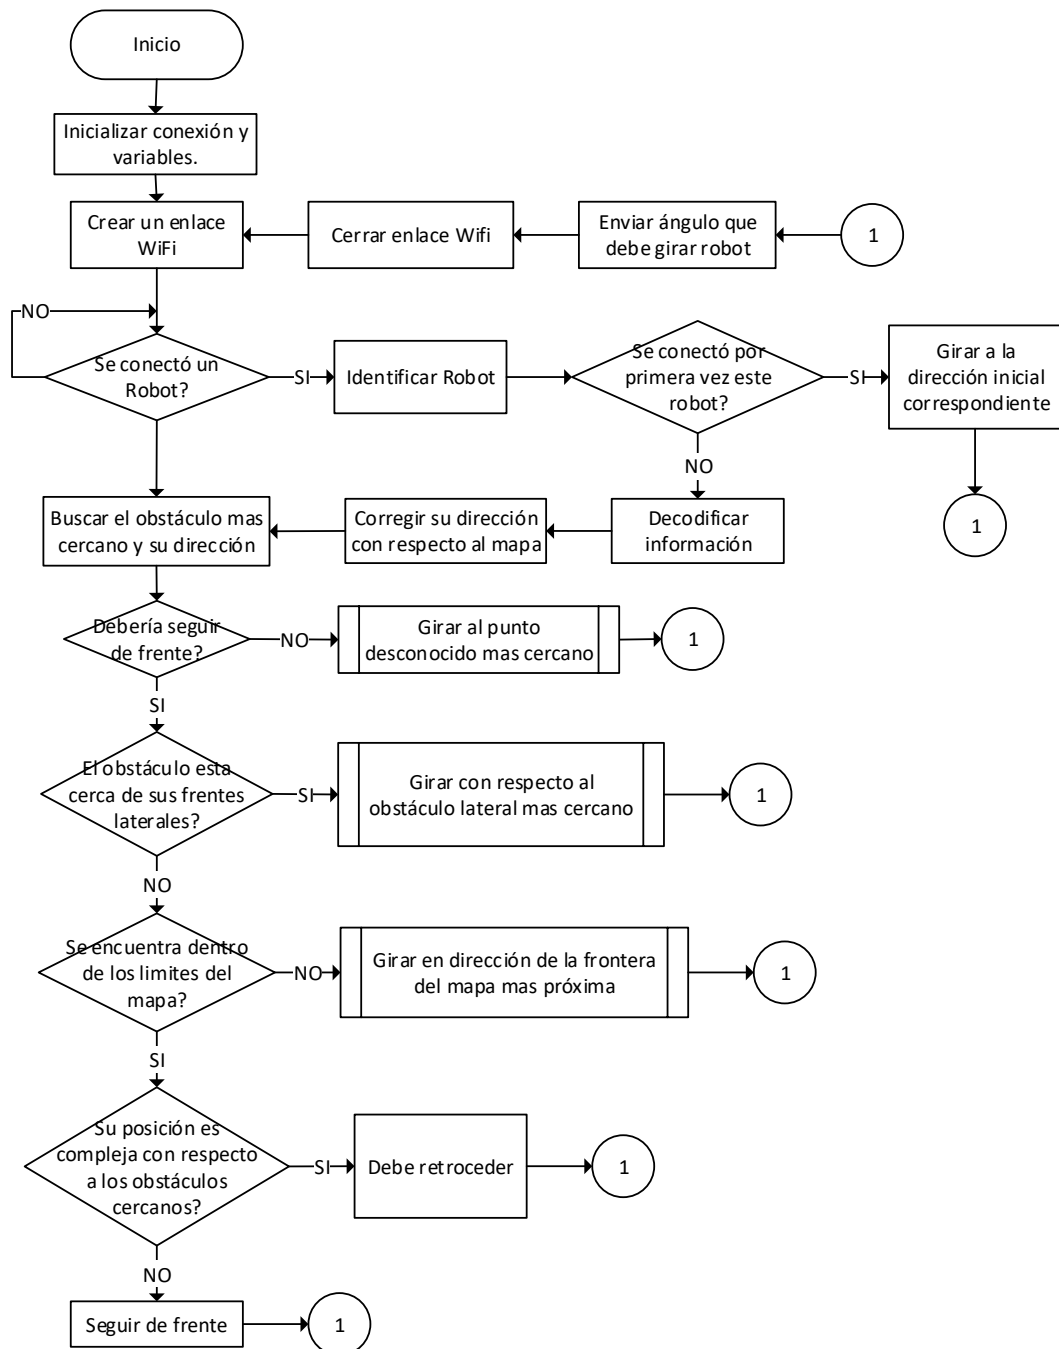 Inicio
Inicializar conexión y
variables.
Crear un enlace
WiFi
Cerrar enlace Wifi
Enviar ángulo que
debe girar robot
1
NO
Se conectó un
Robot?
SI
Identificar Robot
Se conectó por
primera vez este
robot?
SI
Girar a la
dirección inicial
correspondiente
NO
1
Buscar el obstáculo mas
cercano y su dirección
Corregir su dirección
con respecto al mapa
Decodificar
información
Debería seguir
de frente?
NO
Girar al punto
desconocido mas cercano
1
SI
El obstáculo esta
cerca de sus frentes
laterales?
SI
Girar con respecto al
obstáculo lateral mas cercano
1
NO
Se encuentra dentro
de los limites del
mapa?
NO
Girar en dirección de la frontera
del mapa mas próxima
1
SI
Su posición es
compleja con respecto
a los obstáculos
cercanos?
SI
Debe retroceder
1
NO
Seguir de frente
1